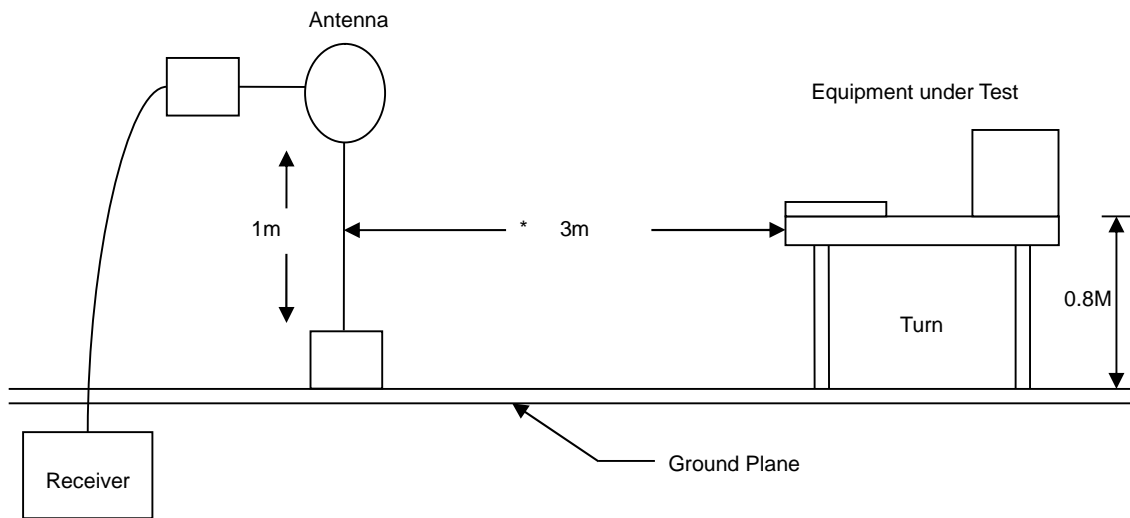 Antenna
Equipment under Test
1m
* 3m
0.8M
Turn
Receiver
Ground Plane